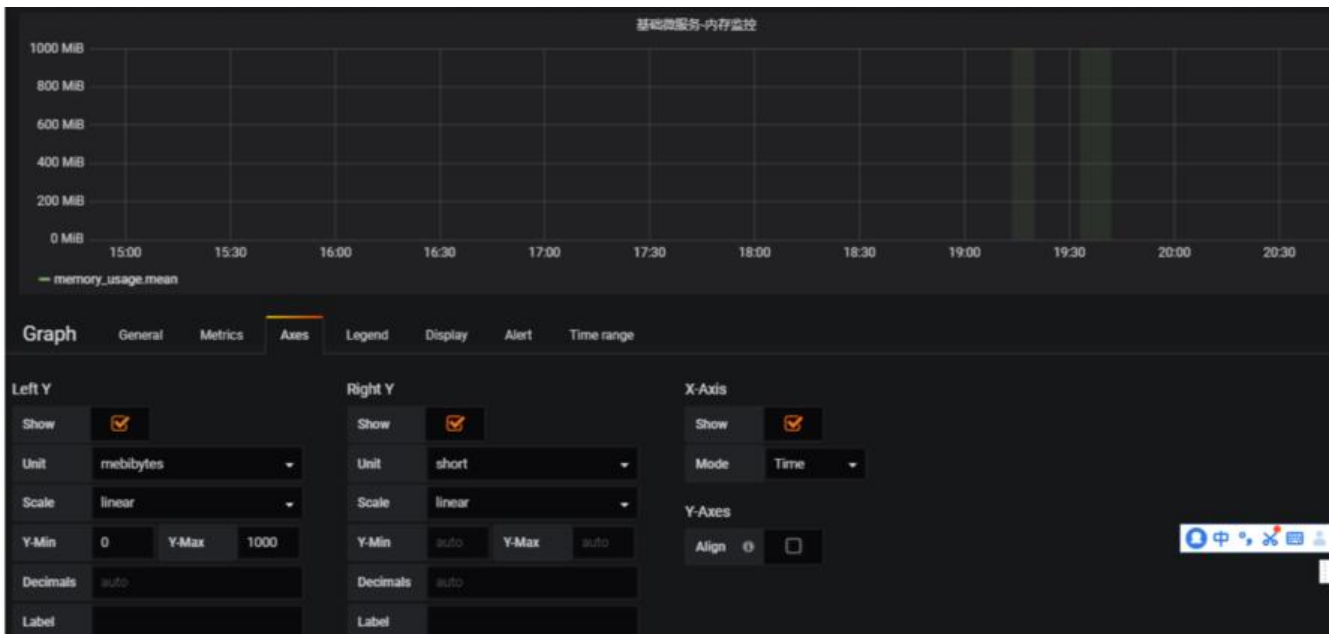 基础微服务-内存监控
1000 MiB
800 MiB
600 MiB
400 MiB
200 MiB
0 MiB
15:00 15:30 16:00 16:30 17:00 17:30 18:00 18:30 19:00 19:30 20:00 20:30
memory_usage.mean
Graph General Metrics Axes Legend Display Alert Time range
Left Y Right Y X-Axis
Show Show Show
Unit mebibytes Unit short Mode Time
Scale linear Scale linear
Y-Axes
Y-Min 0 Y-Max 1000 Y-Min auto Y-Max auto
Align
中
Decimals auto Decimals auto
Label Label